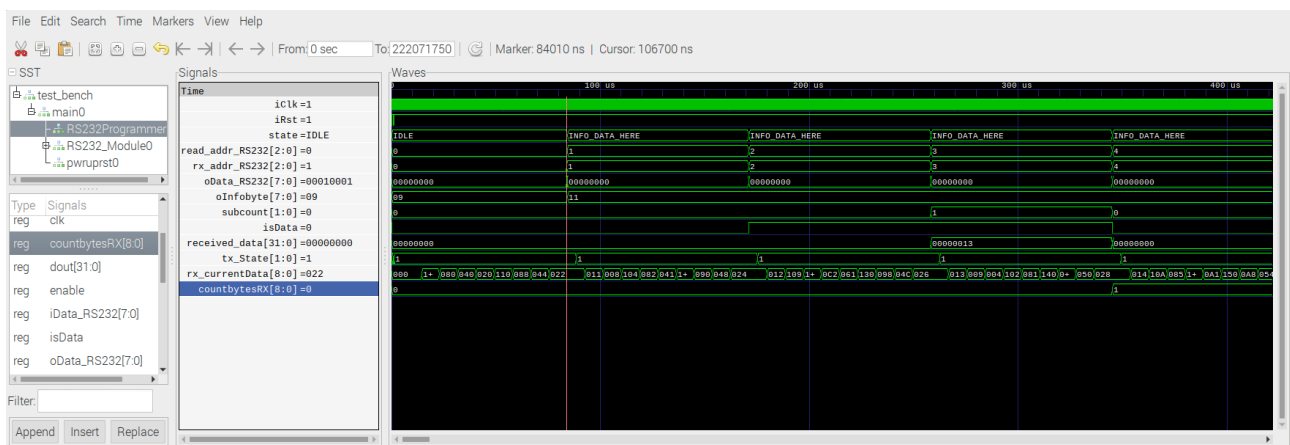 File Edit Search Time Markers View Help
From: 0 sec To: 222071750 | Marker: 84010 ns | Cursor: 106700 ns
SST
test_bench
main0
RS232Programmer
RS232_Module0
pwruprst0
Type Signals
reg clk
reg countbytesRX[8:0]
reg dout[31:0]
reg enable
reg iData_RS232[7:0]
reg isData
reg oData_RS232[7:0]
Filter:
Append Insert Replace
Signals
Time
iClk =1
iRst =1
state =IDLE
read_addr_RS232[2:0] =0
rx_addr_RS232[2:0] =1
oData_RS232[7:0] =00010001
oInfobyte[7:0] =09
subcount[1:0] =0
isData =0
received_data[31:0] =00000000
tx_State[1:0] =1
rx_currentData[8:0] =022
countbytesRX[8:0] =0
Waves
100 us 200 us 300 us 400 us
IDLE INFO_DATA_HERE INFO_DATA_HERE INFO_DATA_HERE INFO_DATA_HERE
0 1 2 3 4
0 1 2 3 4
00000000 00000000 00000000 00000000 00000000
09 11
0 1 0
00000000 00000013 00000000
1 1 1 1 1
000 1+ 080 040 020 110 088 044 022 011 008 104 082 041 1+ 090 048 024 012 109 1+ 0C2 061 130 098 04C 026 013 009 004 102 081 140 0+ 050 028 014 10A 085 1+ 0A1 150 0A8 054
0 1